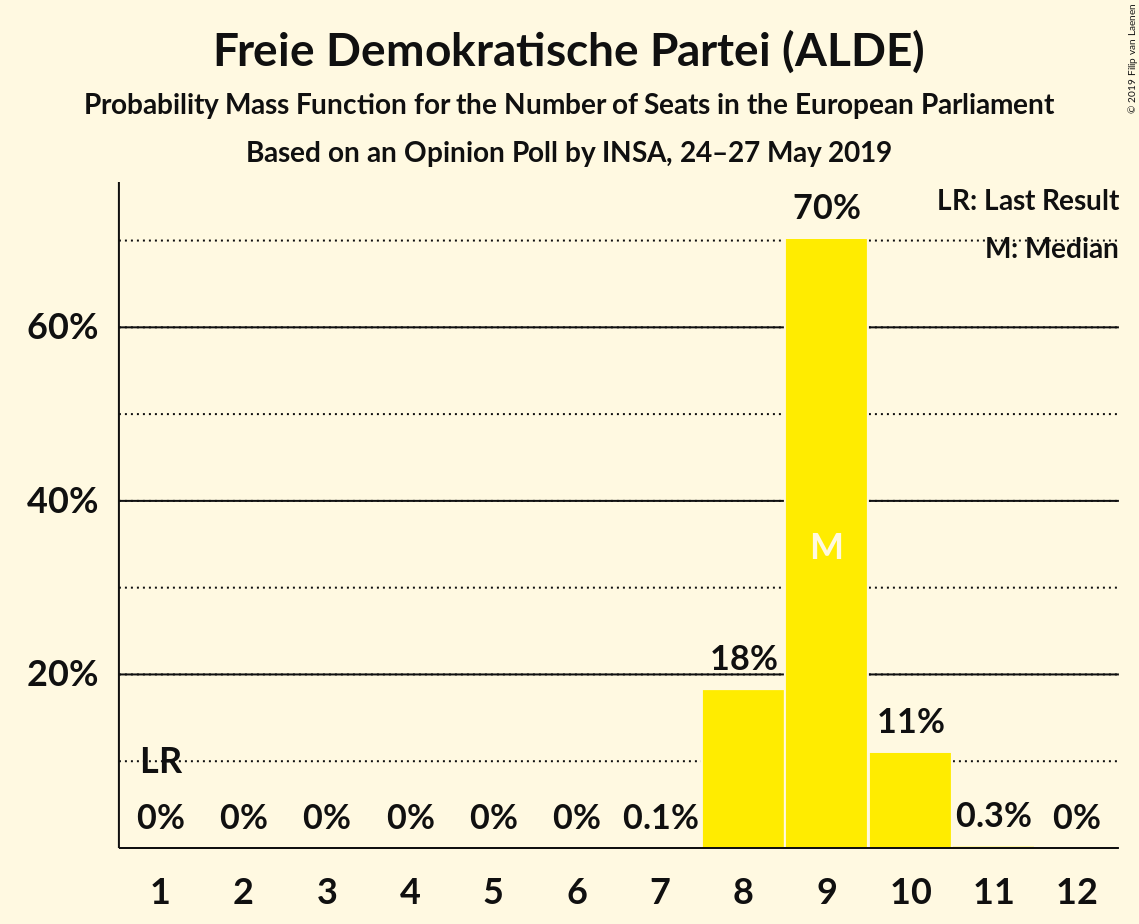 Freie Demokratische Partei (ALDE)
Probability Mass Function for the Number of Seats in the European Parliament
Based on an Opinion Poll by INSA, 24–27 May 2019
© 2019 Filip van Laenen
LR: Last Result
M: Median
70%
60%
40%
M
20%
18%
11%
LR
0% 0% 0% 0% 0% 0% 0.1% 0.3% 0%
1 2 3 4 5 6 7 8 9 10 11 12